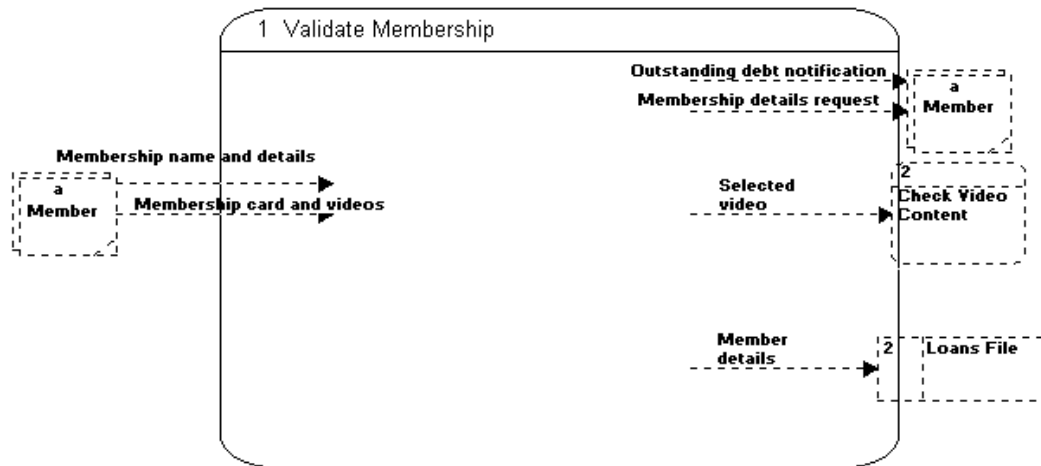 1 Validate Membership
Outstanding debt notification
Membership details request
a
Member
Membership name and details
Membership card and videos
a
Member
Selected
video
2
Check Video
Content
Member
details
2 Loans File